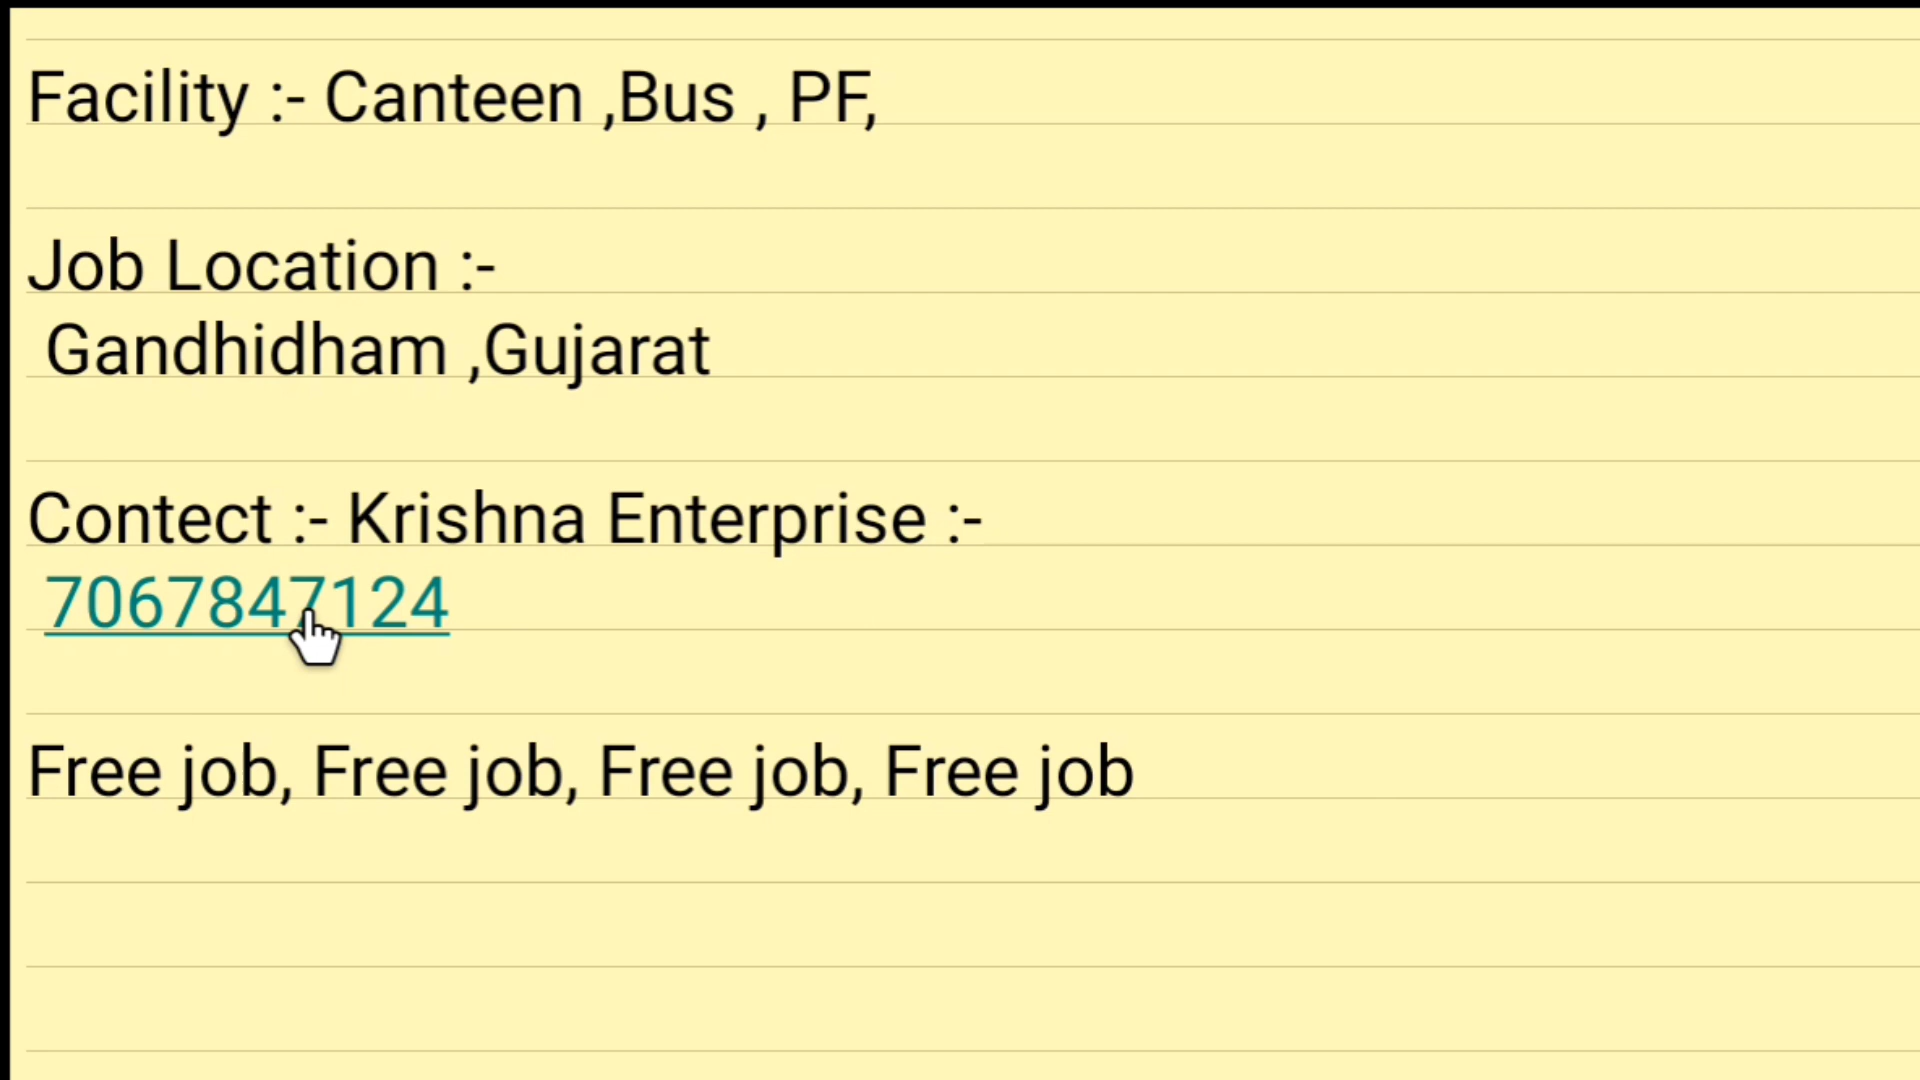 Facility :- Canteen ,Bus , PF,
Job Location :-
Gandhidham ,Gujarat
Contect :- Krishna Enterprise :-
7067847124
Free job, Free job, Free job, Free job